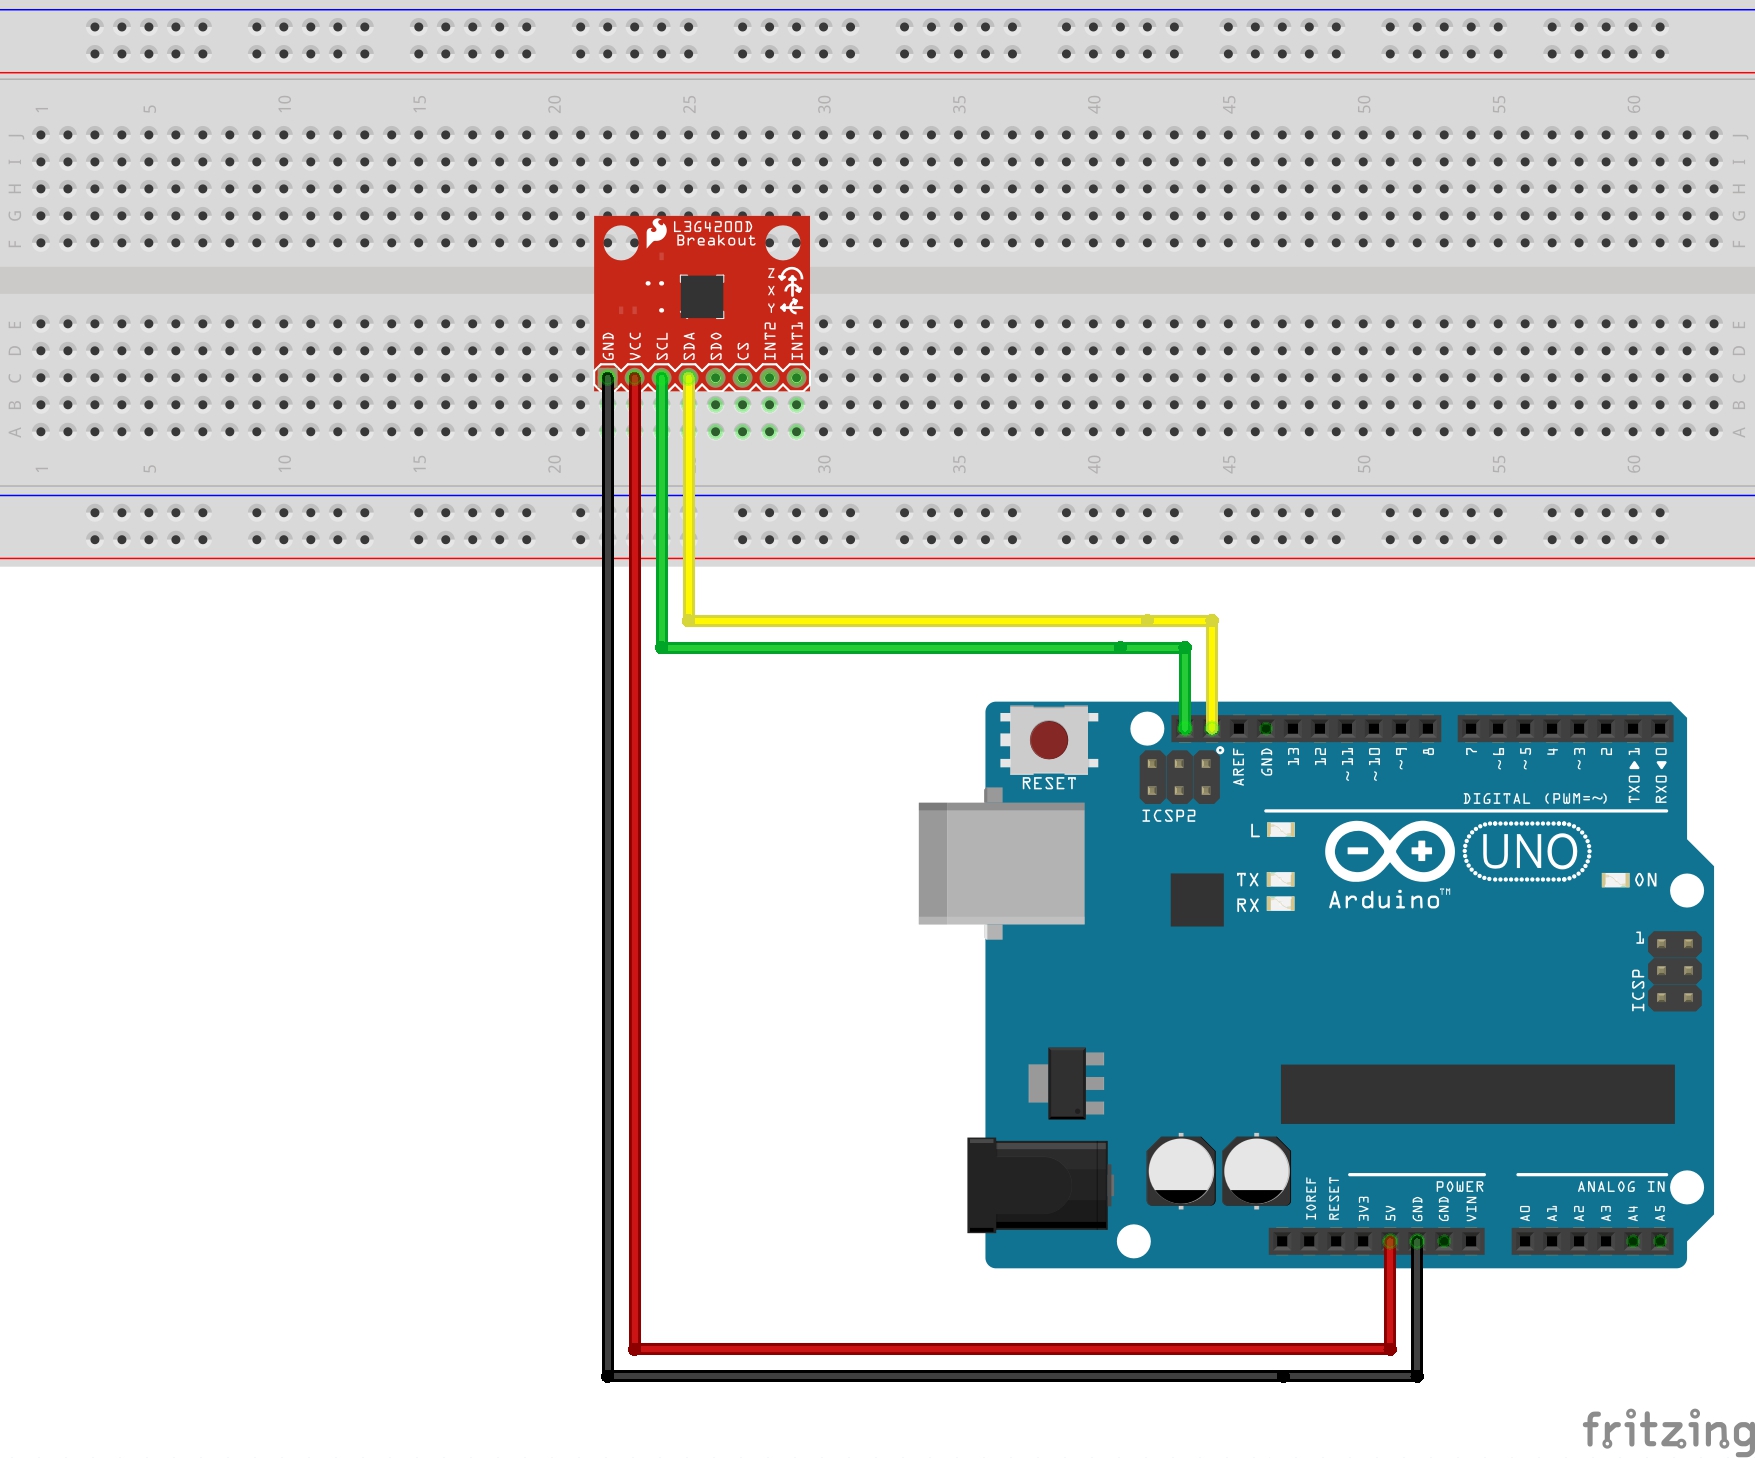 1 5 10 15 20 25 30 35 40 45 50 55 60
J J
I I
H H
G G
F F
L3G4200D
Breakout
Z
X
Y
GND VCC SCL SDA SDO CS INT2 INT1
E E
D D
C C
B B
A A
1 5 10 15 20 30 35 40 45 50 55 60
RESET
ICSP2
AREF GND 13 12 ~11 ~10 ~9 8 7 ~6 ~5 4 ~3 2 TX0▶1 RX0◀0
DIGITAL (PWM=~)
L
TX
RX
UNO
Arduino™
ON
1
ICSP
POWER
ANALOG IN
IOREF RESET 3V3 5V GND GND VIN A0 A1 A2 A3 A4 A5
fritzing